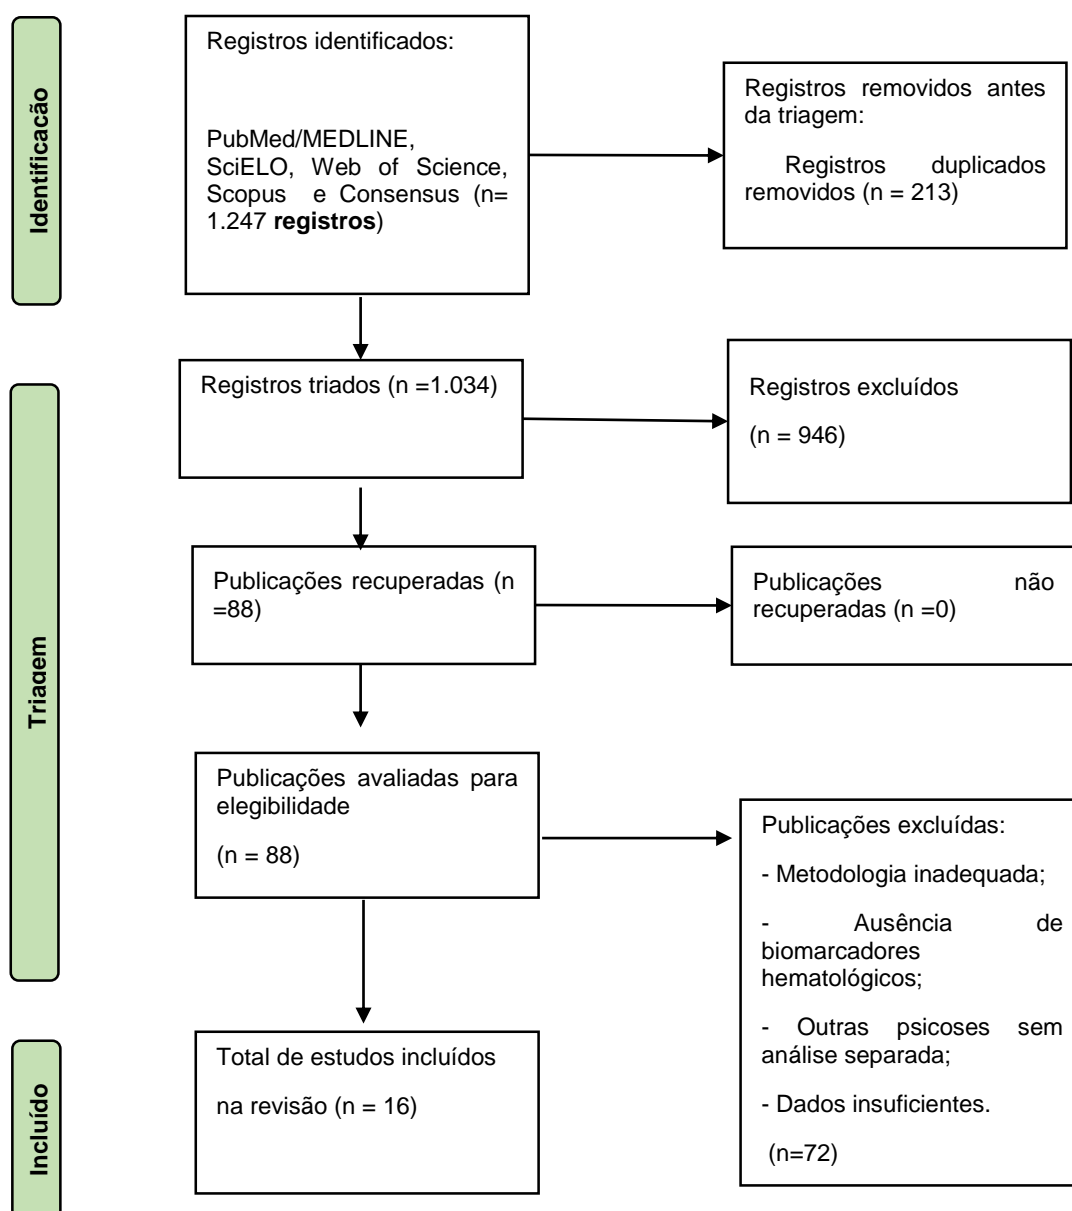 Identificação
Registros identificados:
PubMed/MEDLINE,
SciELO, Web of Science,
Scopus e Consensus (n=
1.247 registros)
Registros removidos antes
da triagem:
Registros duplicados
removidos (n = 213)
Triagem
Registros triados (n =1.034)
Registros excluídos
(n = 946)
Publicações recuperadas (n
=88)
Publicações não
recuperadas (n =0)
Publicações avaliadas para
elegibilidade
(n = 88)
Publicações excluídas:
- Metodologia inadequada;
- Ausência de
biomarcadores
hematológicos;
- Outras psicoses sem
análise separada;
- Dados insuficientes.
(n=72)
Incluído
Total de estudos incluídos
na revisão (n = 16)